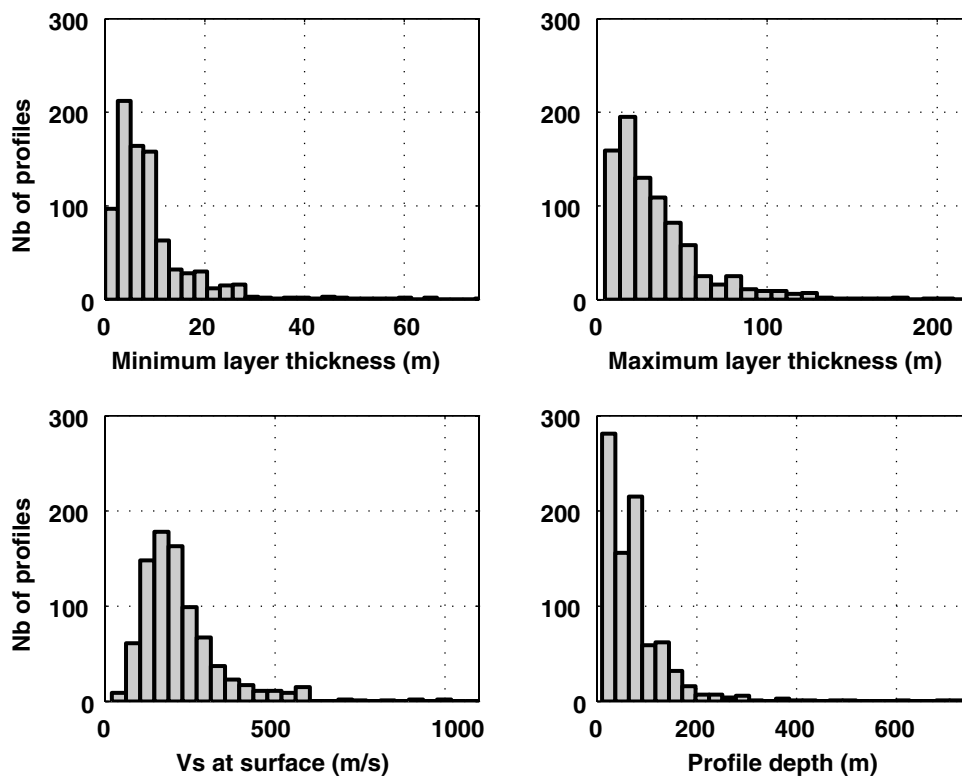 300
200
100
0
Nb of profiles
0 20 40 60
Minimum layer thickness (m)
300
200
100
0
0 100 200
Maximum layer thickness (m)
300
200
100
0
Nb of profiles
0 500 1000
Vs at surface (m/s)
300
200
100
0
0 200 400 600
Profile depth (m)